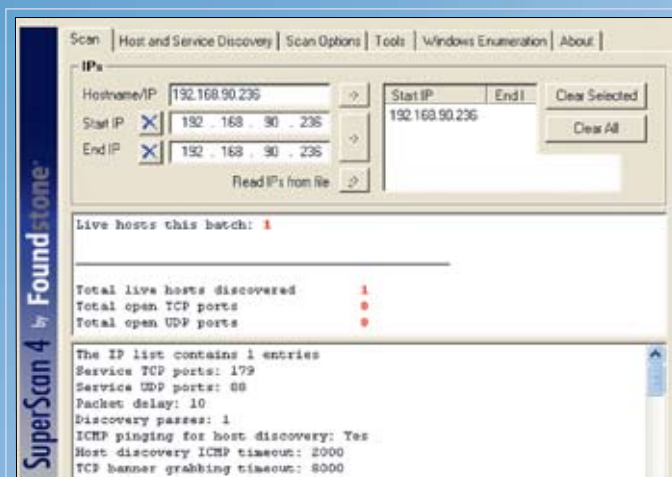 Scan Host and Service Discovery Scan Options Tools Windows Enumeration About
IPs
Hostname/IP 192.168.90.236
Start IP 192 . 168 . 90 . 236
End IP 192 . 168 . 90 . 236
Read IPs from file
Start IP End I
192.168.90.236
Clear Selected
Clear All
Live hosts this batch: 1
Total live hosts discovered 1
Total open TCP ports 0
Total open UDP ports 0
The IP list contains 1 entries
Service TCP ports: 179
Service UDP ports: 88
Packet delay: 10
Discovery passes: 1
ICMP pinging for host discovery: Yes
Host discovery ICMP timeout: 2000
TCP banner grabbing timeout: 8000
SuperScan 4 by Foundstone